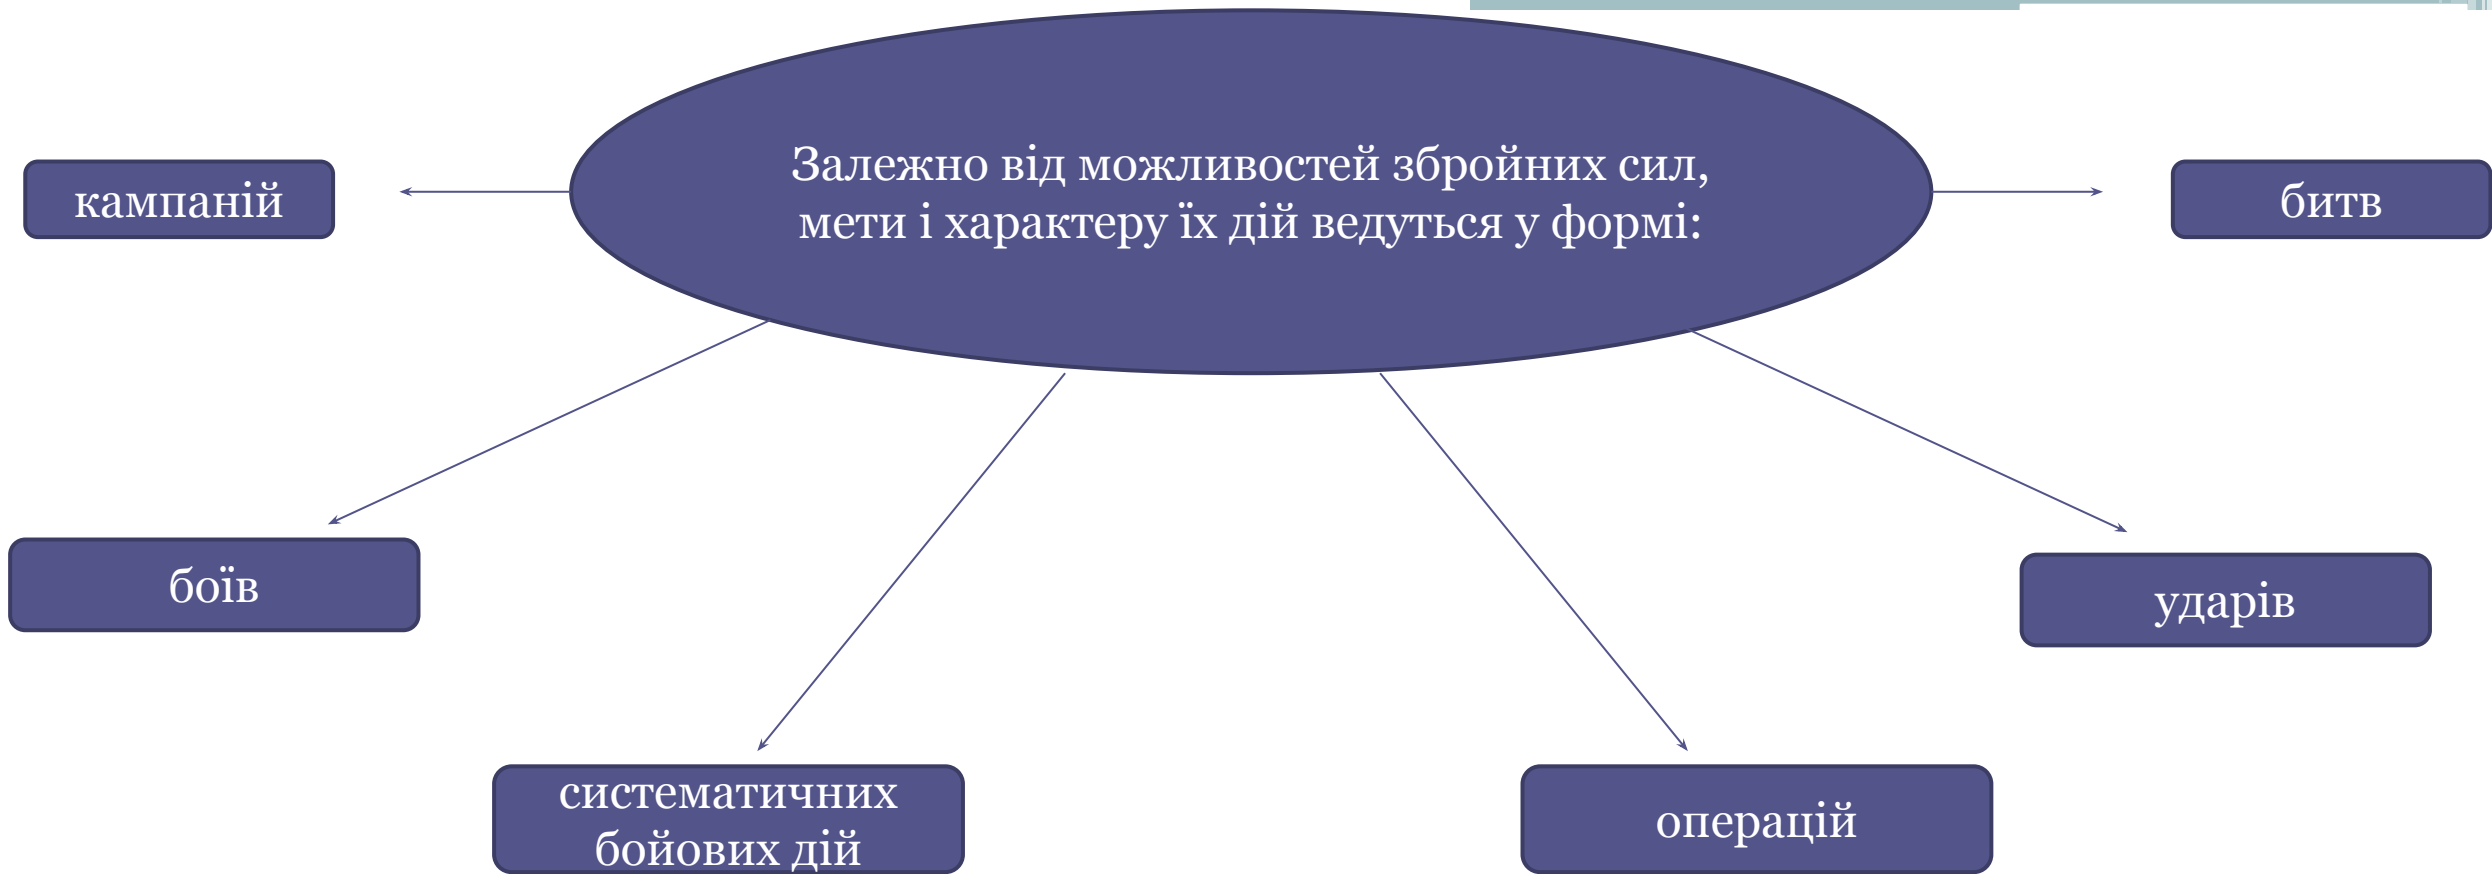 Залежно від можливостей збройних сил,
мети і характеру їх дій ведуться у формі:
кампаній
битв
боїв
ударів
систематичних
бойових дій
операцій